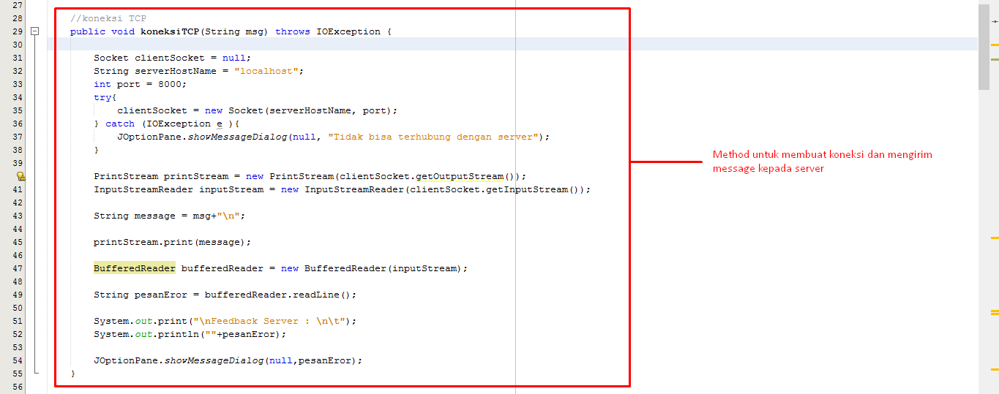 27
28 //koneksi TCP
29 public void koneksiTCP(String msg) throws IOException {
30
31 Socket clientSocket = null;
32 String serverHostName = "localhost";
33 int port = 8000;
34 try{
35 clientSocket = new Socket(serverHostName, port);
36 } catch (IOException e ){
37 JOptionPane.showMessageDialog(null, "Tidak bisa terhubung dengan server");
38 }
39
PrintStream printStream = new PrintStream(clientSocket.getOutputStream());
41 InputStreamReader inputStream = new InputStreamReader(clientSocket.getInputStream());
42
43 String message = msg+"\n";
44
45 printStream.print(message);
46
47 BufferedReader bufferedReader = new BufferedReader(inputStream);
48
49 String pesanEror = bufferedReader.readLine();
50
51 System.out.print("\nFeedback Server : \n\t");
52 System.out.println(""+pesanEror);
53
54 JOptionPane.showMessageDialog(null,pesanEror);
55 }
56
Method untuk membuat koneksi dan mengirim
message kepada server